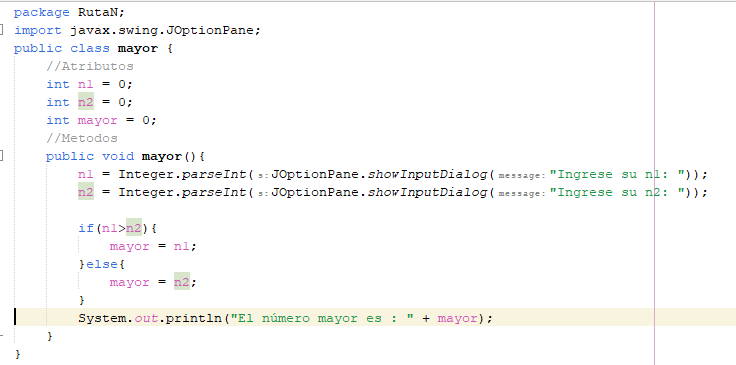 package RutaN;
import javax.swing.JOptionPane;
public class mayor {
    //Atributos
    int n1 = 0;
    int n2 = 0;
    int mayor = 0;
    //Metodos
    public void mayor(){
        n1 = Integer.parseInt(s:JOptionPane.showInputDialog(message:"Ingrese su n1: "));
        n2 = Integer.parseInt(s:JOptionPane.showInputDialog(message:"Ingrese su n2: "));

        if(n1>n2){
            mayor = n1;
        }else{
            mayor = n2;
        }
        System.out.println("El número mayor es : " + mayor);
    }
}